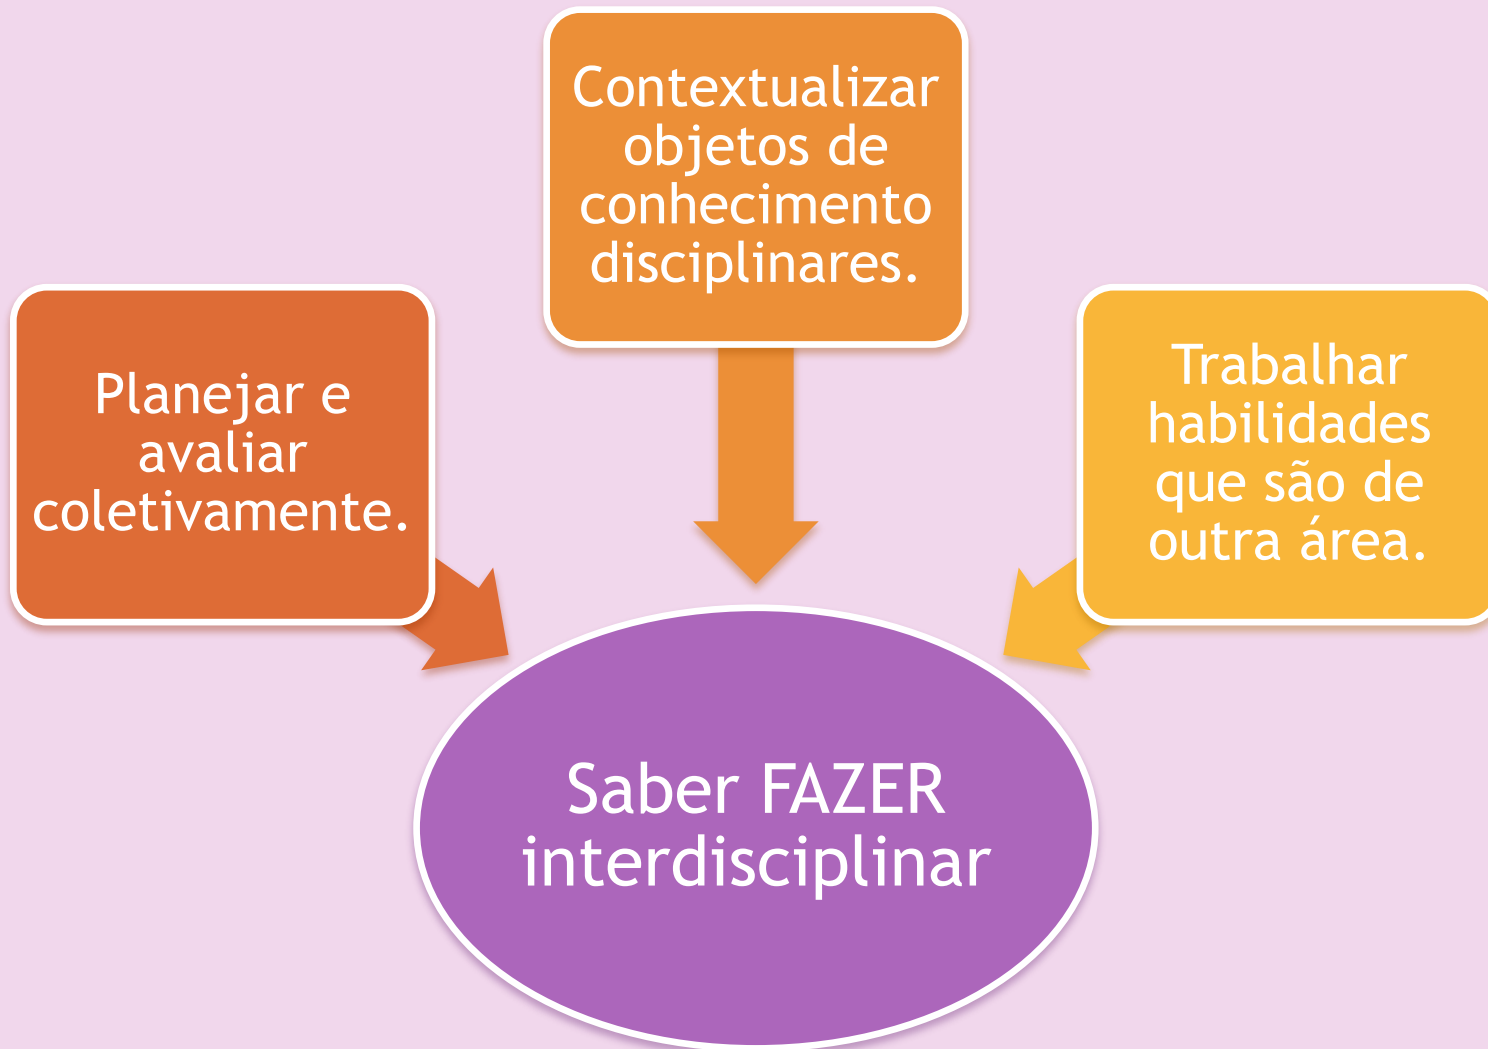 Contextualizar
objetos de
conhecimento
disciplinares.
Planejar e
avaliar
coletivamente.
Trabalhar
habilidades
que são de
outra área.
Saber FAZER
interdisciplinar